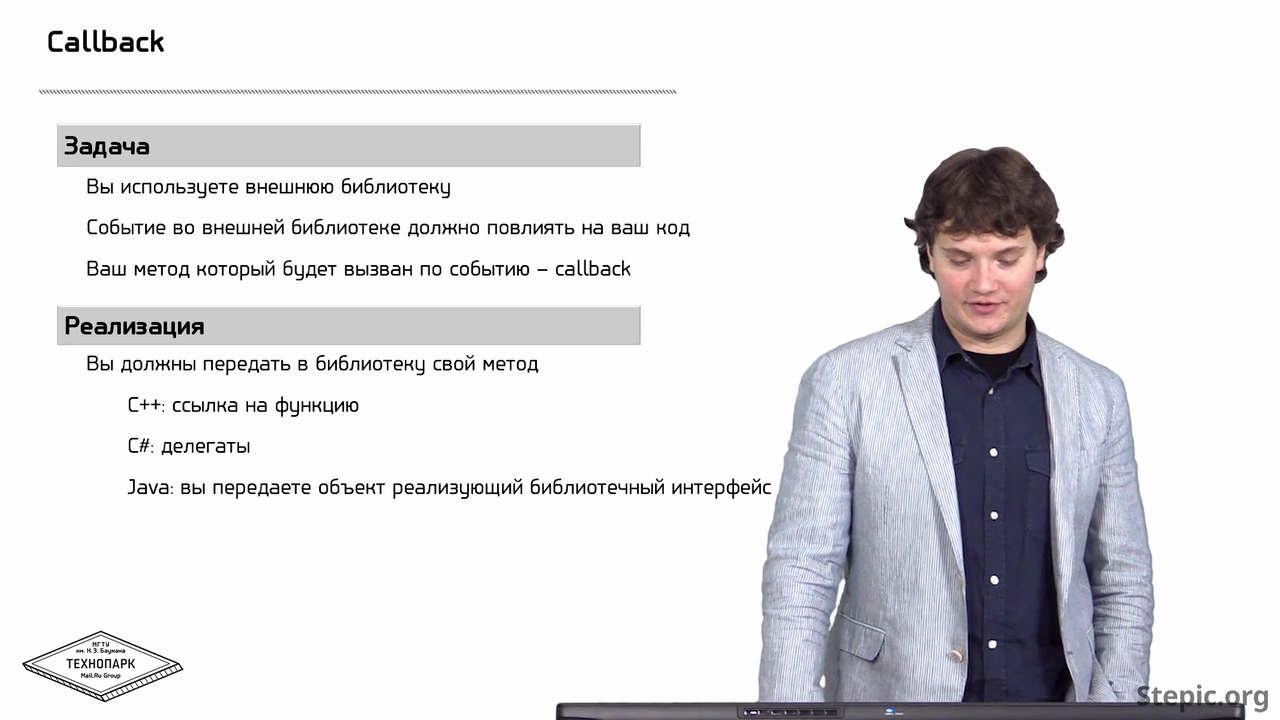 Callback
Задача
Вы используете внешнюю библиотеку
Событие во внешней библиотеке должно повлиять на ваш код
Ваш метод который будет вызван по событию – callback
Реализация
Вы должны передать в библиотеку свой метод
C++: ссылка на функцию
C#: делегаты
Java: вы передаете объект реализующий библиотечный интерфейс
МГТУ
им. Н.Э. Баумана
ТЕХНОПАРК
Mail.Ru Group
Stepic.org